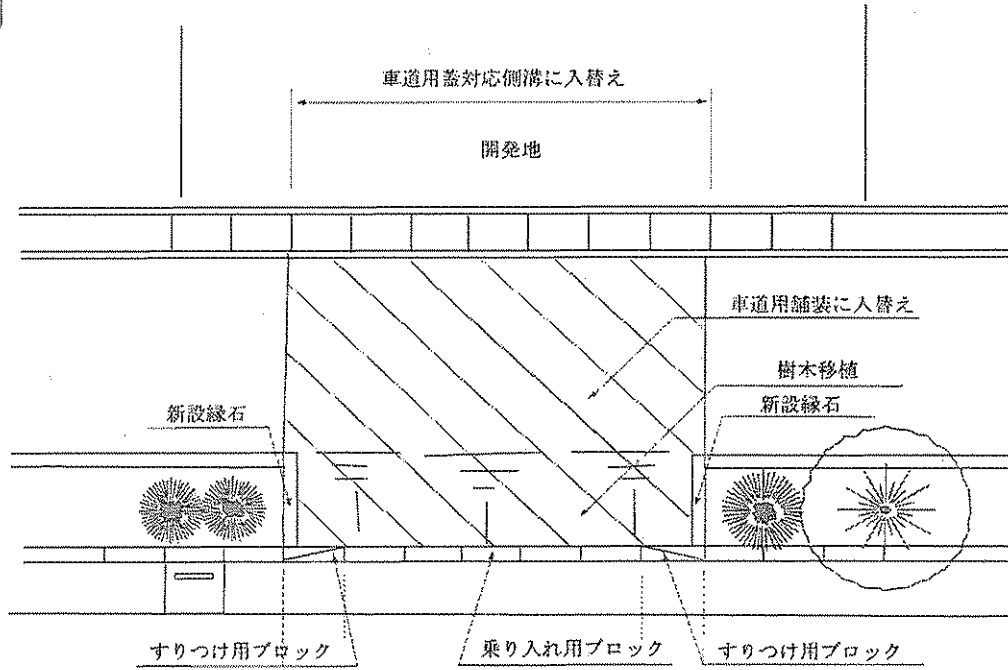 車道用蓋対応側溝に入替え
開発地
車道用舗装に入替え
樹木移植
新設縁石
新設縁石
すりつけ用ブロック
乗り入れ用ブロック
すりつけ用ブロック